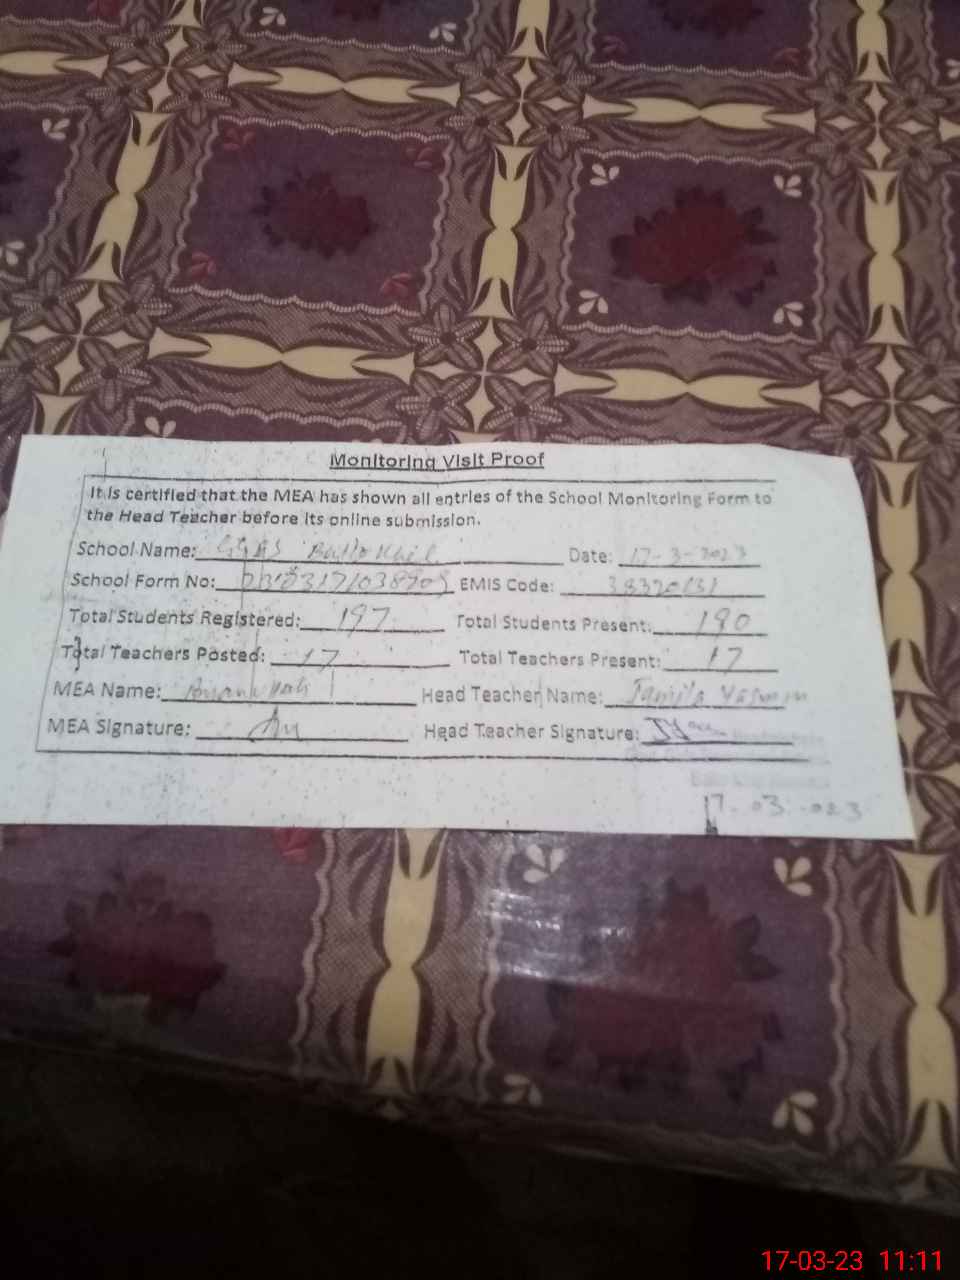 Monitoring Visit Proof
It is certified that the MEA has shown all entries of the School Monitoring Form to
the Head Teacher before its online submission.
School Name: Date: 17-3-2023
School Form No: EMIS Code:
Total Students Registered: 197 Total Students Present: 190
Total Teachers Posted: 17 Total Teachers Present: 17
MEA Name: Head Teacher Name: Jamila Yasmin
MEA Signature: Head Teacher Signature:
17-03-023
17-03-23 11:11